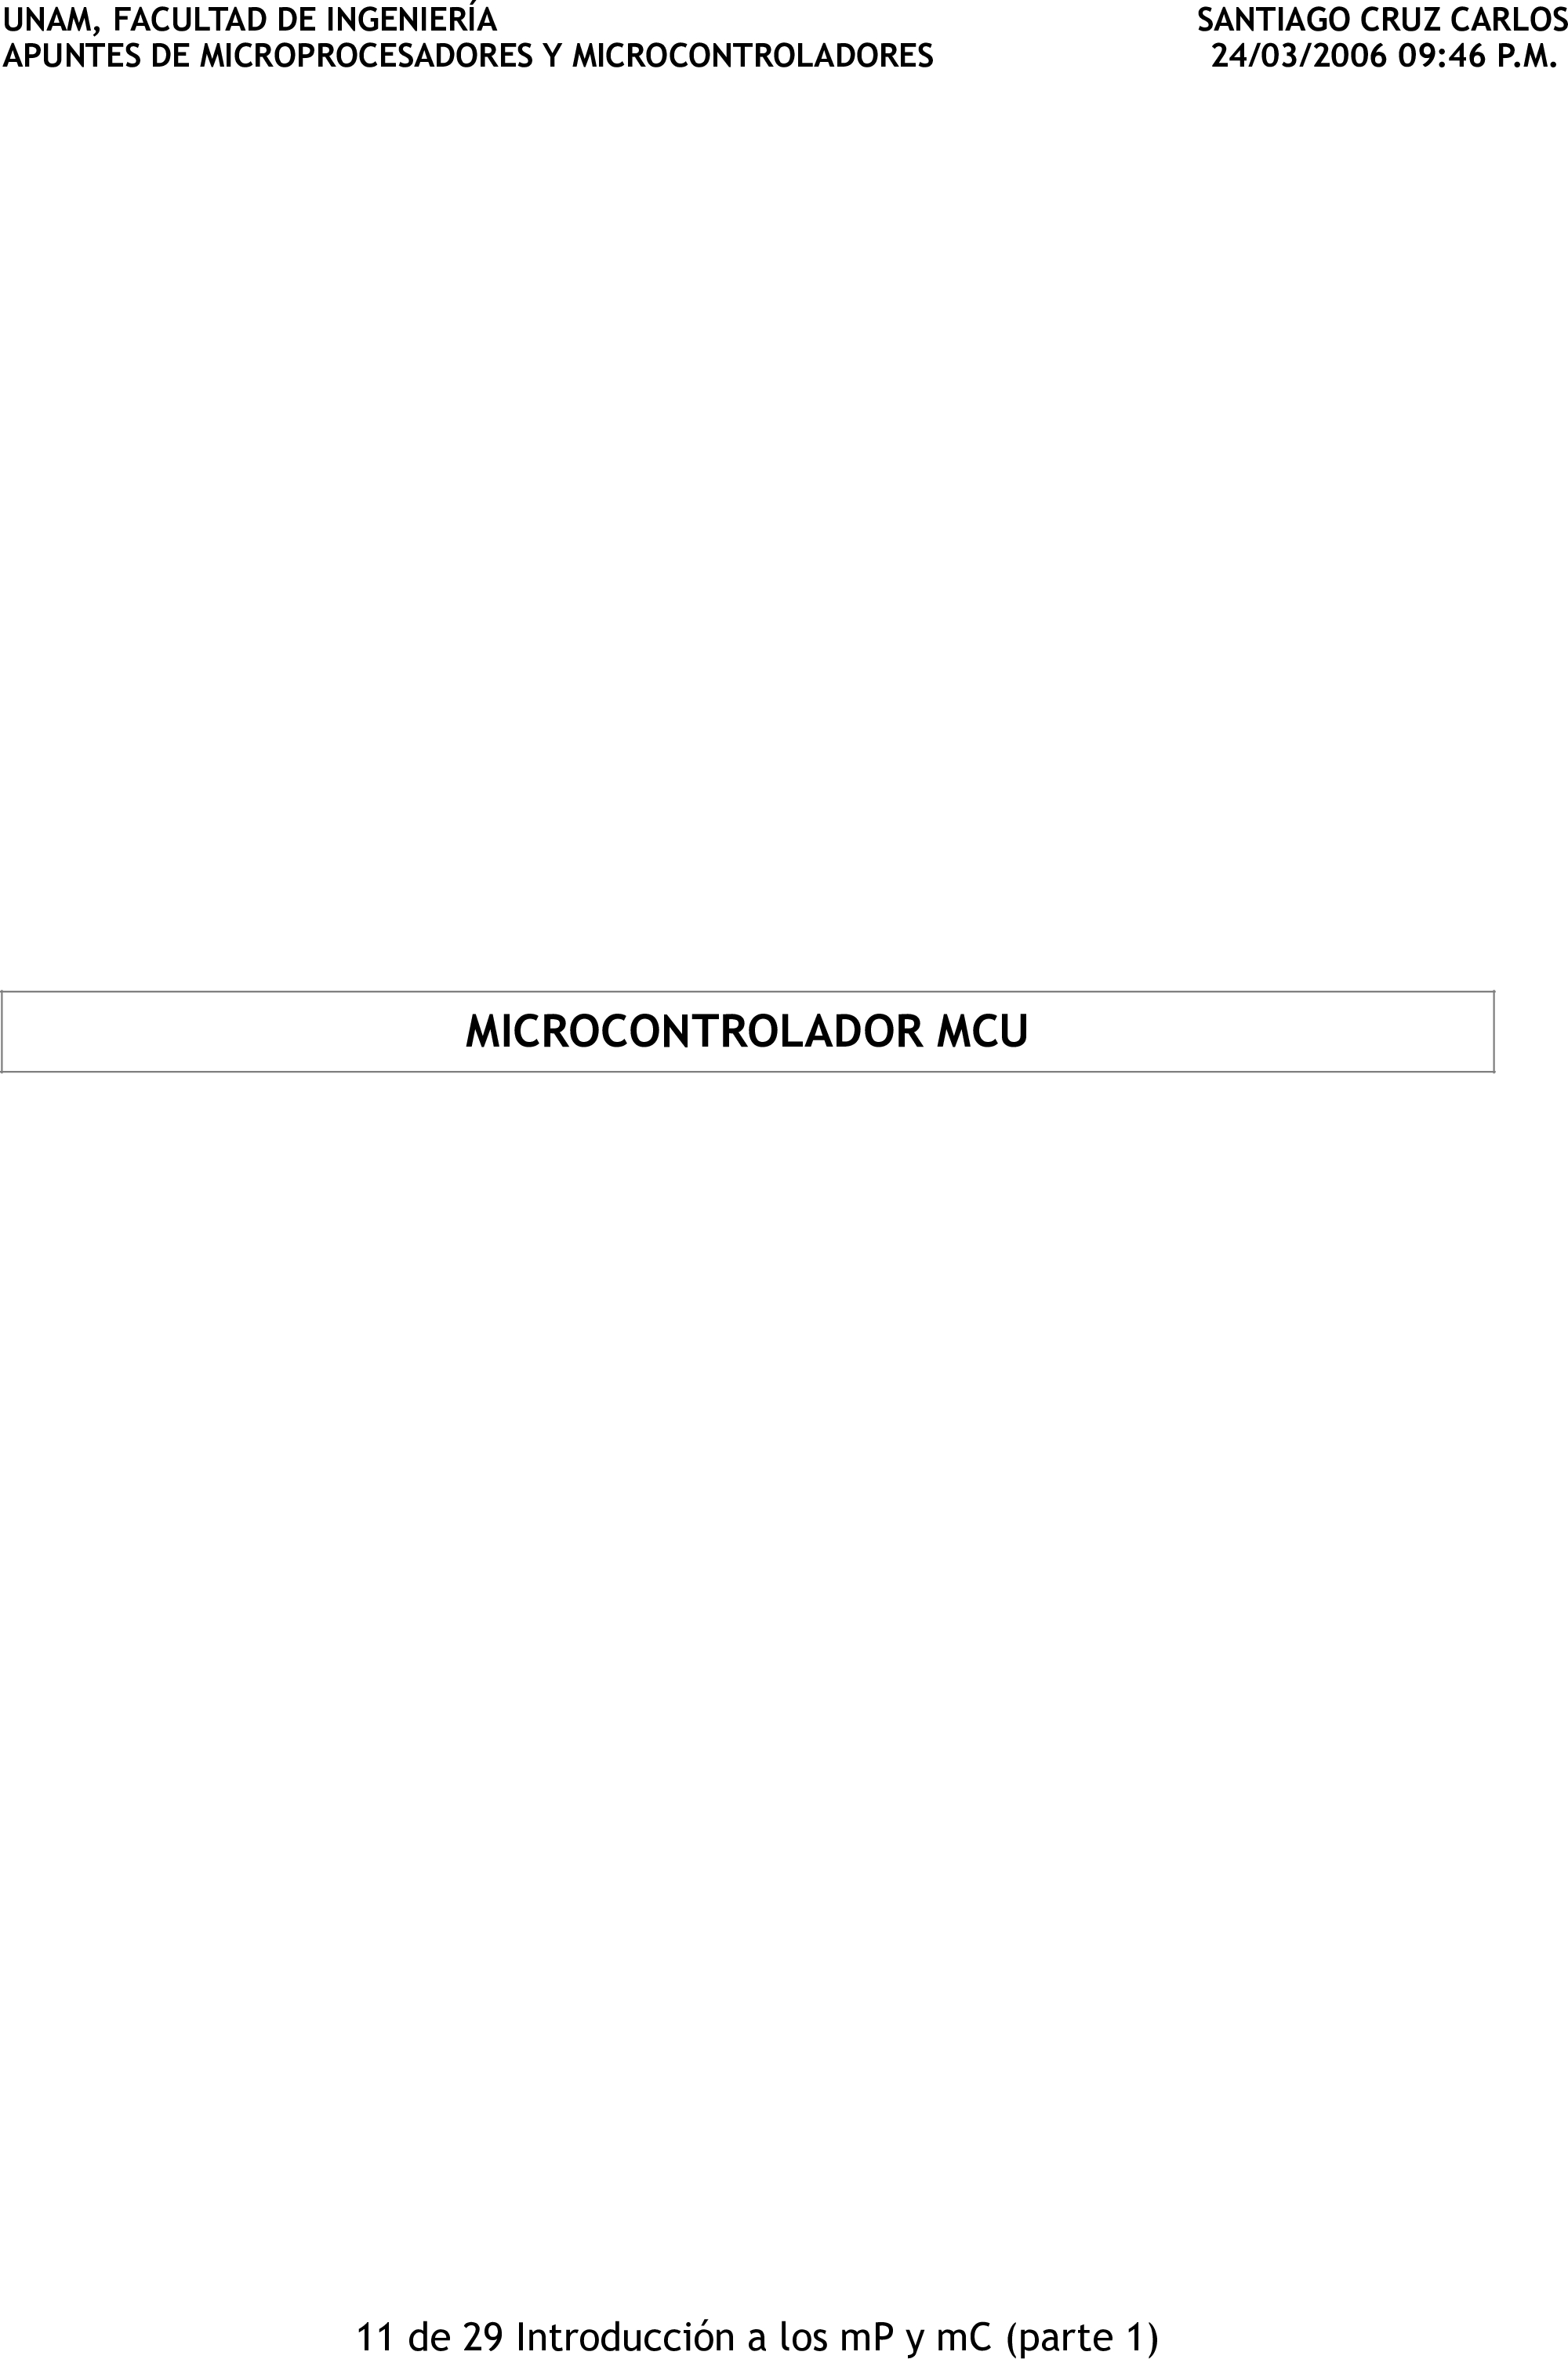 UNAM, FACULTAD DE INGENIERÍA SANTIAGO CRUZ CARLOS
APUNTES DE MICROPROCESADORES Y MICROCONTROLADORES 24/03/2006 09:46 P.M.
MICROCONTROLADOR MCU
11 de 29 Introducción a los mP y mC (parte 1)